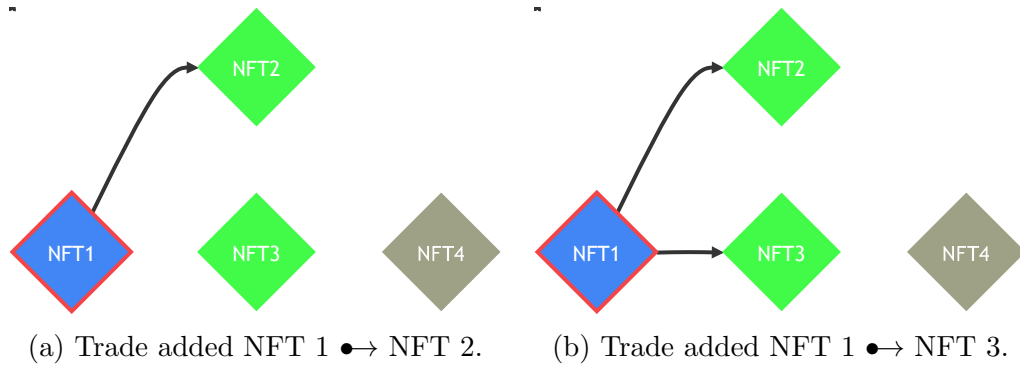 NFT2
NFT1
NFT3
NFT4
(a) Trade added NFT 1 ●→ NFT 2.
NFT2
NFT1
NFT3
NFT4
(b) Trade added NFT 1 ●→ NFT 3.